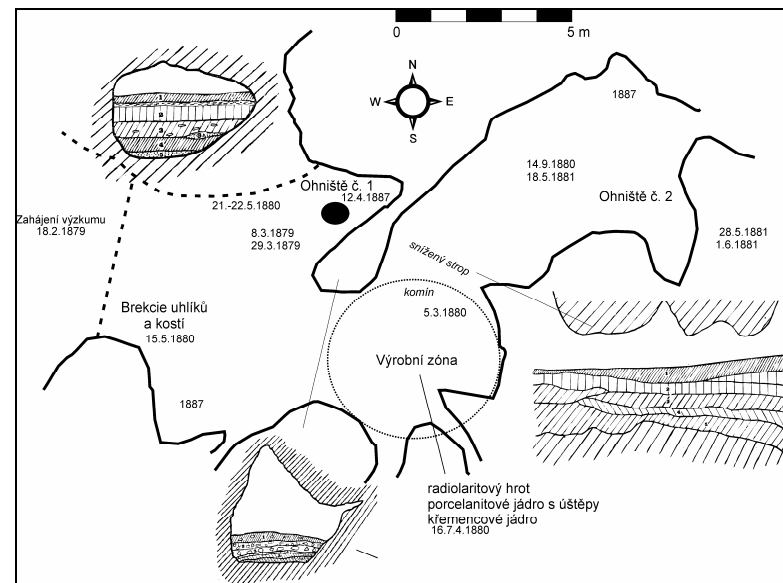 0 5 m
N
W E
S
1887
14.9.1880
18.5.1881
Ohniště č. 1
12.4.1887
Ohniště č. 2
21.-22.5.1880
Zahájení výzkumu
18.2.1879
8.3.1879
29.3.1879
28.5.1881
1.6.1881
snížený strop
komín
5.3.1880
Brekcie uhlíků
a kostí
15.5.1880
Výrobní zóna
1887
radiolaritový hrot
porcelanitové jádro s úštěpy
křemencové jádro
16.7.4.1880